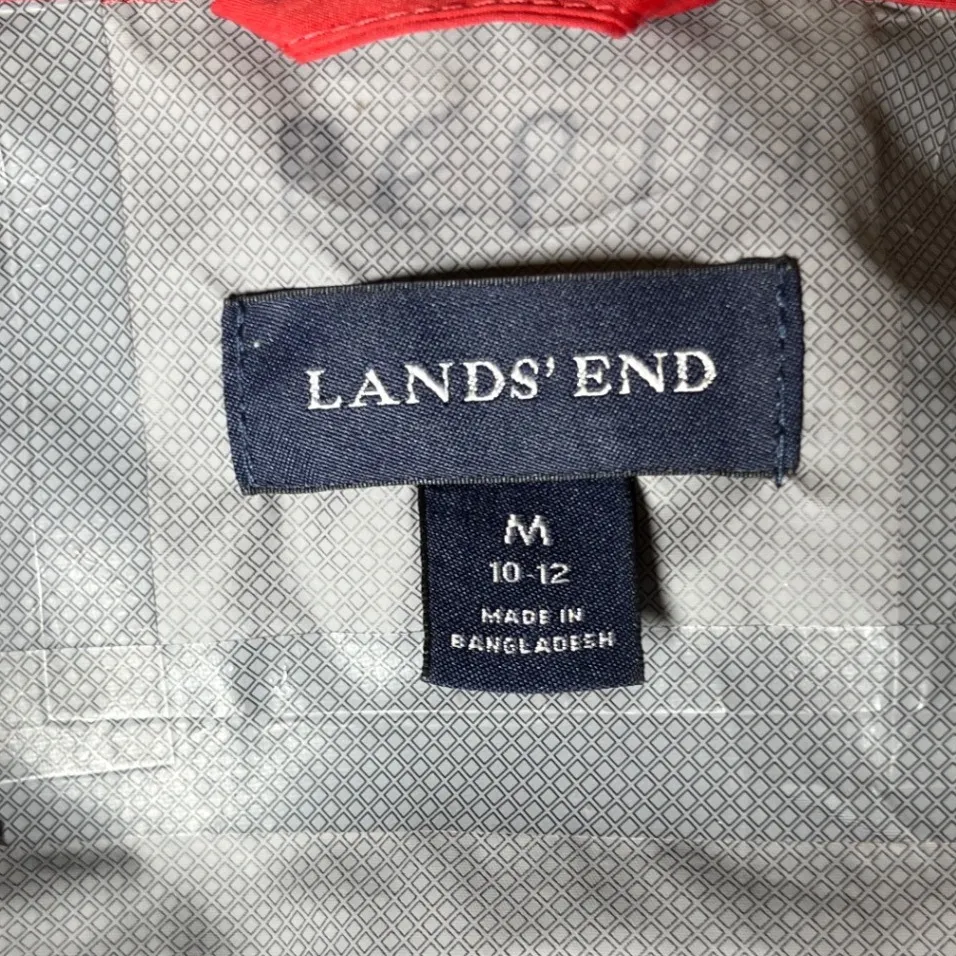 LANDS' END
M
10-12
MADE IN
BANGLADESH